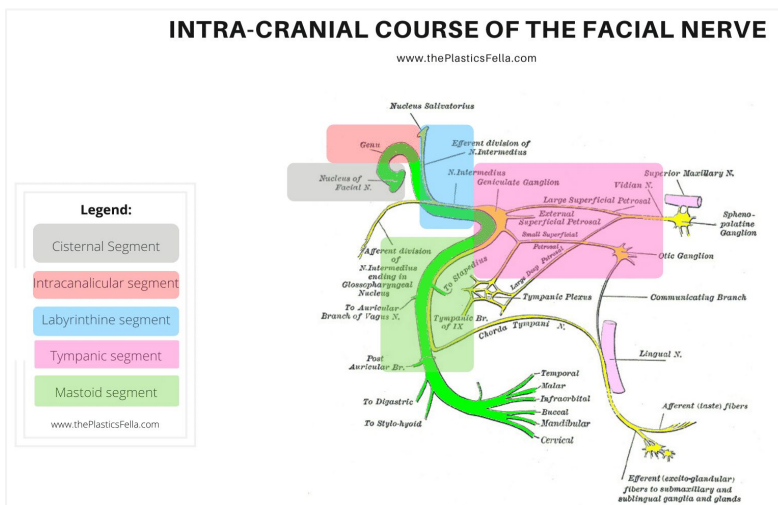 INTRA-CRANIAL COURSE OF THE FACIAL NERVE
www.thePlasticsFella.com
Legend:
Cisternal Segment
Intracanalicular segment
Labyrinthine segment
Tympanic segment
Mastoid segment
www.thePlasticsFella.com
Nucleus Salivatorius
Genu
Efferent division of
N.Intermedius
Nucleus of
Facial N.
N.Intermedius
Geniculate Ganglion
Superior Maxillary N.
Vidian N.
Large Superficial Petrosal
External
Superficial Petrosal
Small Superficial
Petrosal
Large Deep Petrosal
Spheno-
palatine
Ganglion
Otic Ganglion
Afferent division
of
N.Intermedius
ending in
Glossopharyngeal
Nucleus
To Stapedius
To Auricular
Branch of Vagus N.
Tympanic Plexus
Communicating Branch
Tympanic Br.
of IX
Chorda Tympani N.
Lingual N.
Post
Auricular Br.
Temporal
Malar
Infraorbital
Buccal
Mandibular
Cervical
To Digastric
To Stylo-hyoid
Afferent (taste) fibers
Efferent (excito-glandular)
fibers to submaxillary and
sublingual ganglia and glands